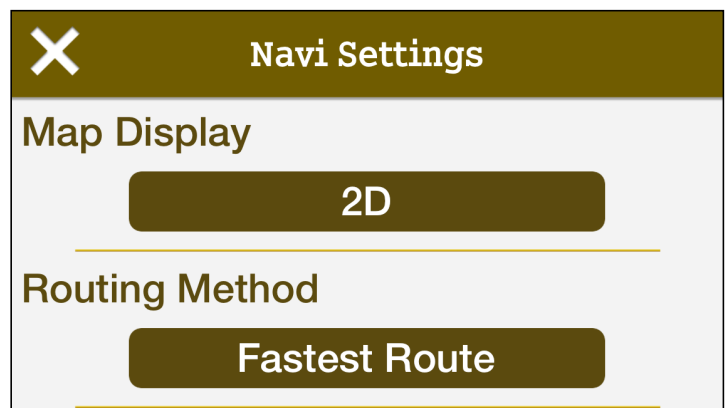 Navi Settings
Map Display
2D
Routing Method
Fastest Route